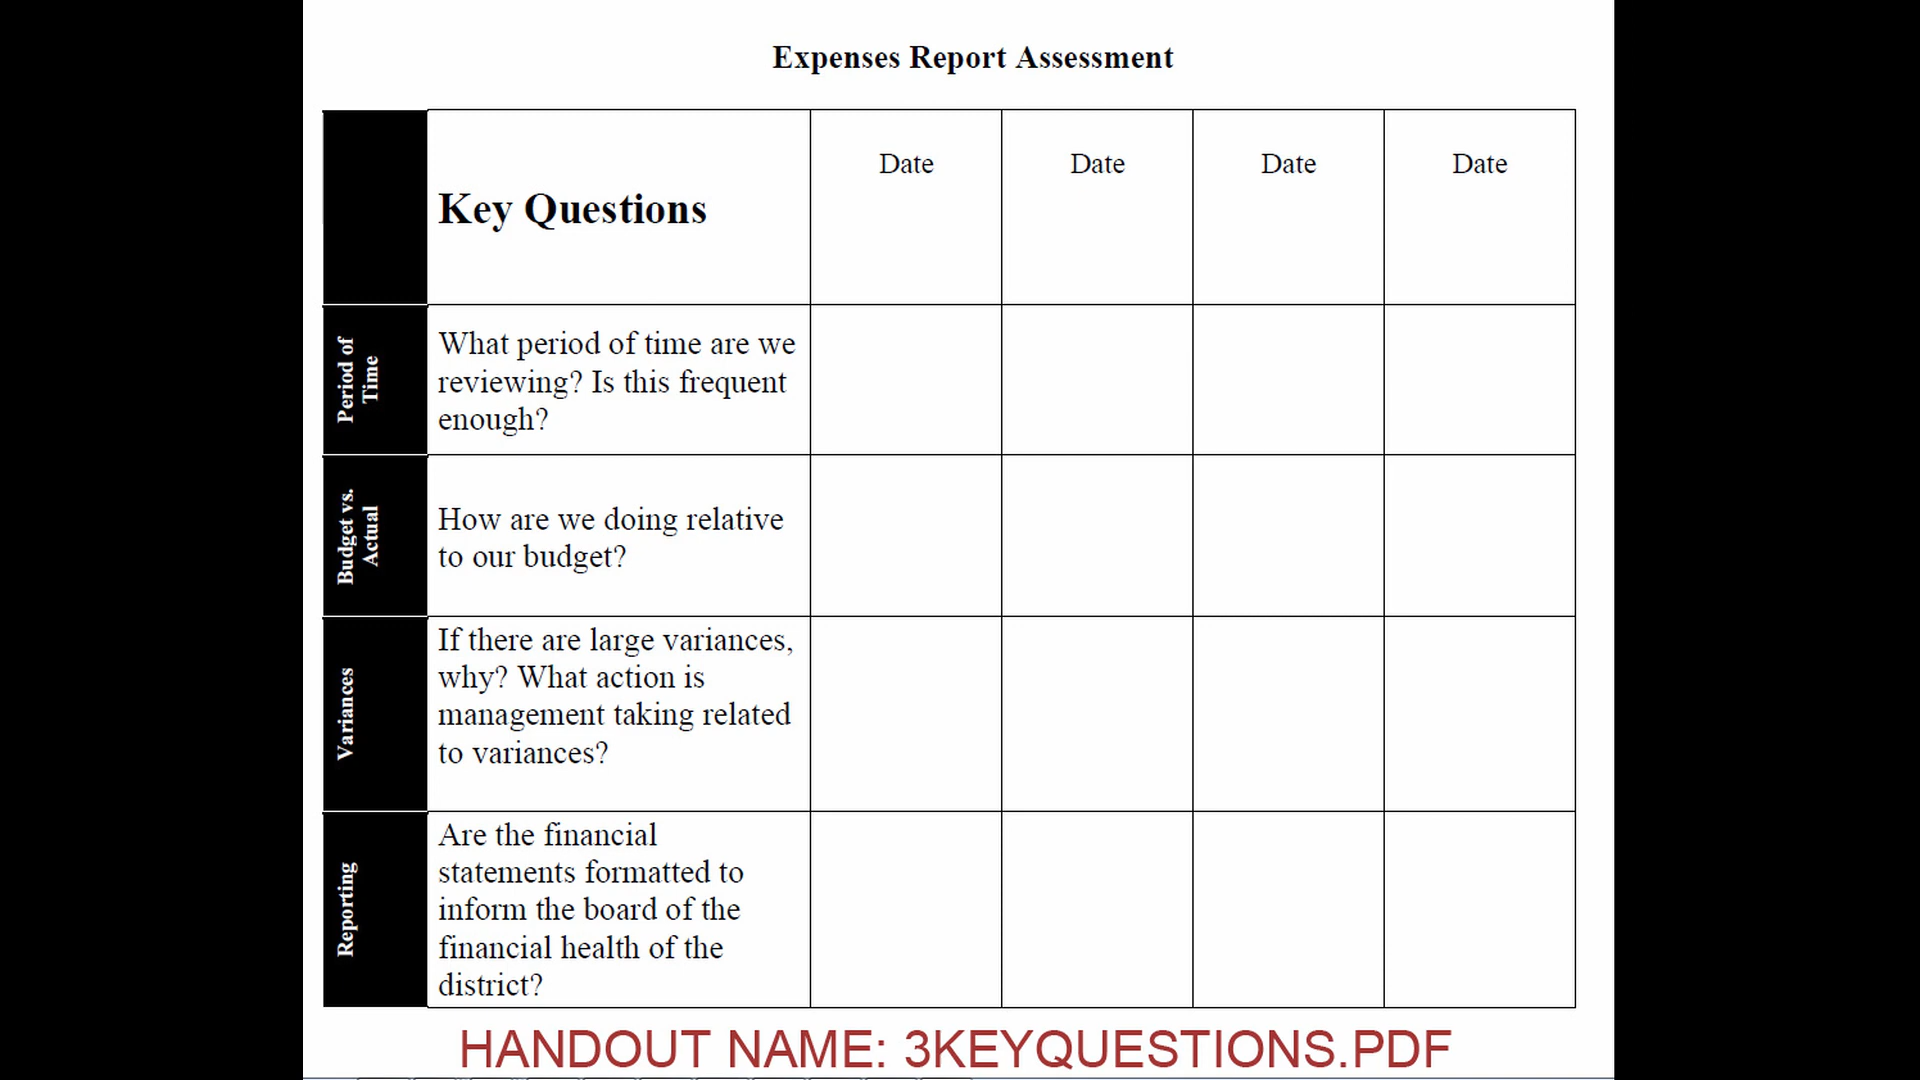 Expenses Report Assessment
Key Questions
Date
Date
Date
Date
Period of
Time
What period of time are we
reviewing? Is this frequent
enough?
Budget vs.
Actual
How are we doing relative
to our budget?
Variances
If there are large variances,
why? What action is
management taking related
to variances?
Reporting
Are the financial
statements formatted to
inform the board of the
financial health of the
district?
HANDOUT NAME: 3KEYQUESTIONS.PDF